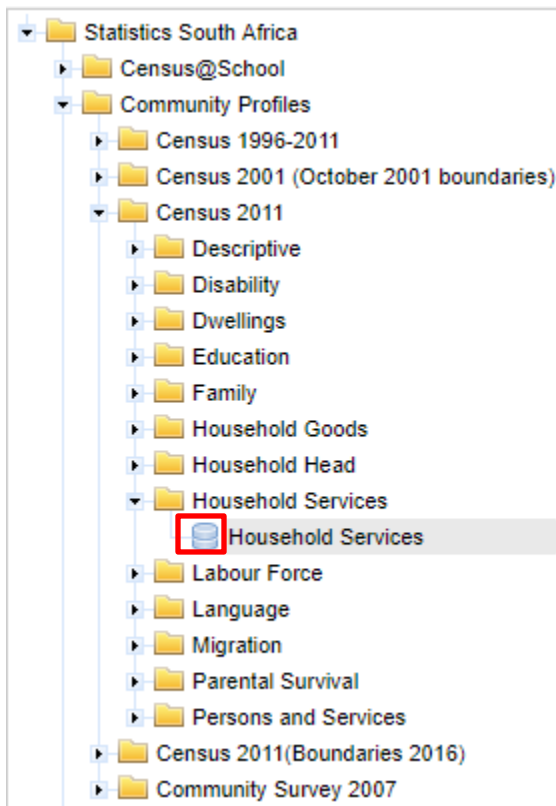 Statistics South Africa
Census@School
Community Profiles
Census 1996-2011
Census 2001 (October 2001 boundaries)
Census 2011
Descriptive
Disability
Dwellings
Education
Family
Household Goods
Household Head
Household Services
Household Services
Labour Force
Language
Migration
Parental Survival
Persons and Services
Census 2011(Boundaries 2016)
Community Survey 2007